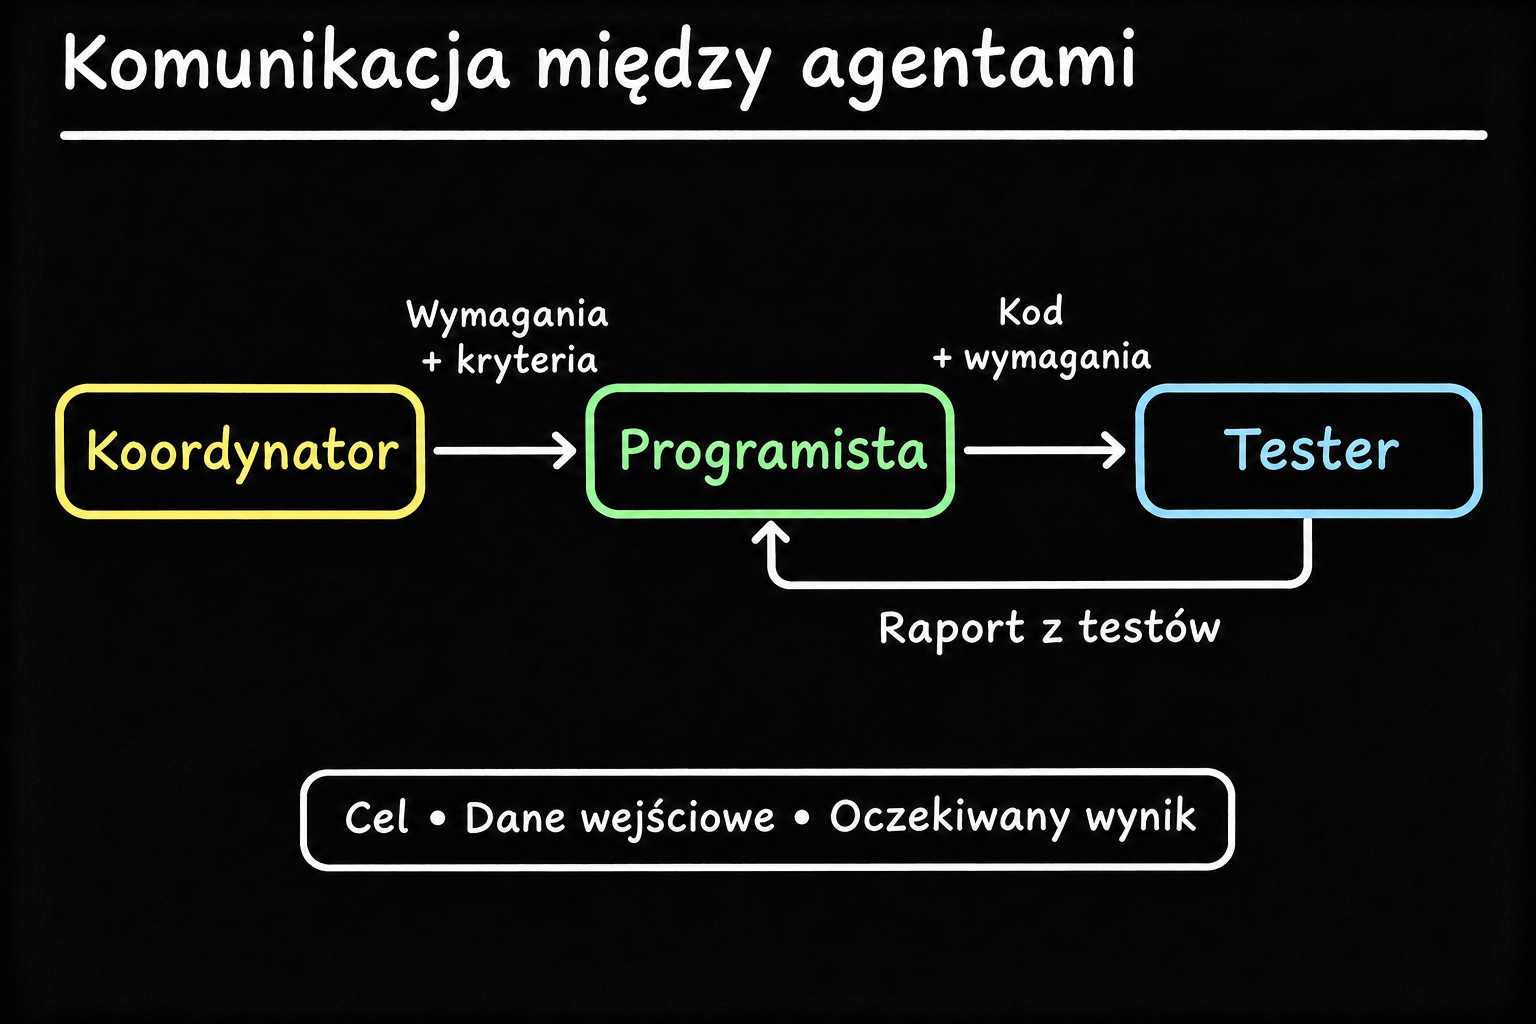 Komunikacja między agentami
Wymagania
+ kryteria
Kod
+ wymagania
Koordynator
Programista
Tester
Raport z testów
Cel • Dane wejściowe • Oczekiwany wynik